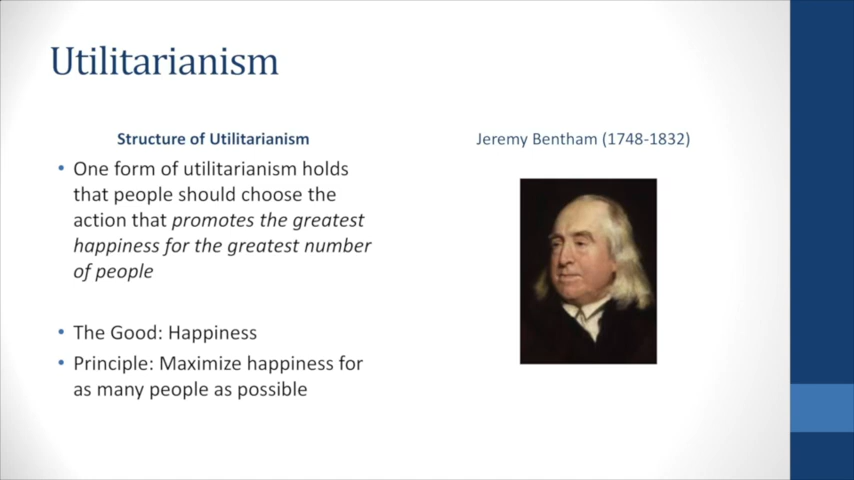 Utilitarianism
Structure of Utilitarianism
• One form of utilitarianism holds
that people should choose the
action that promotes the greatest
happiness for the greatest number
of people
• The Good: Happiness
• Principle: Maximize happiness for
as many people as possible
Jeremy Bentham (1748-1832)